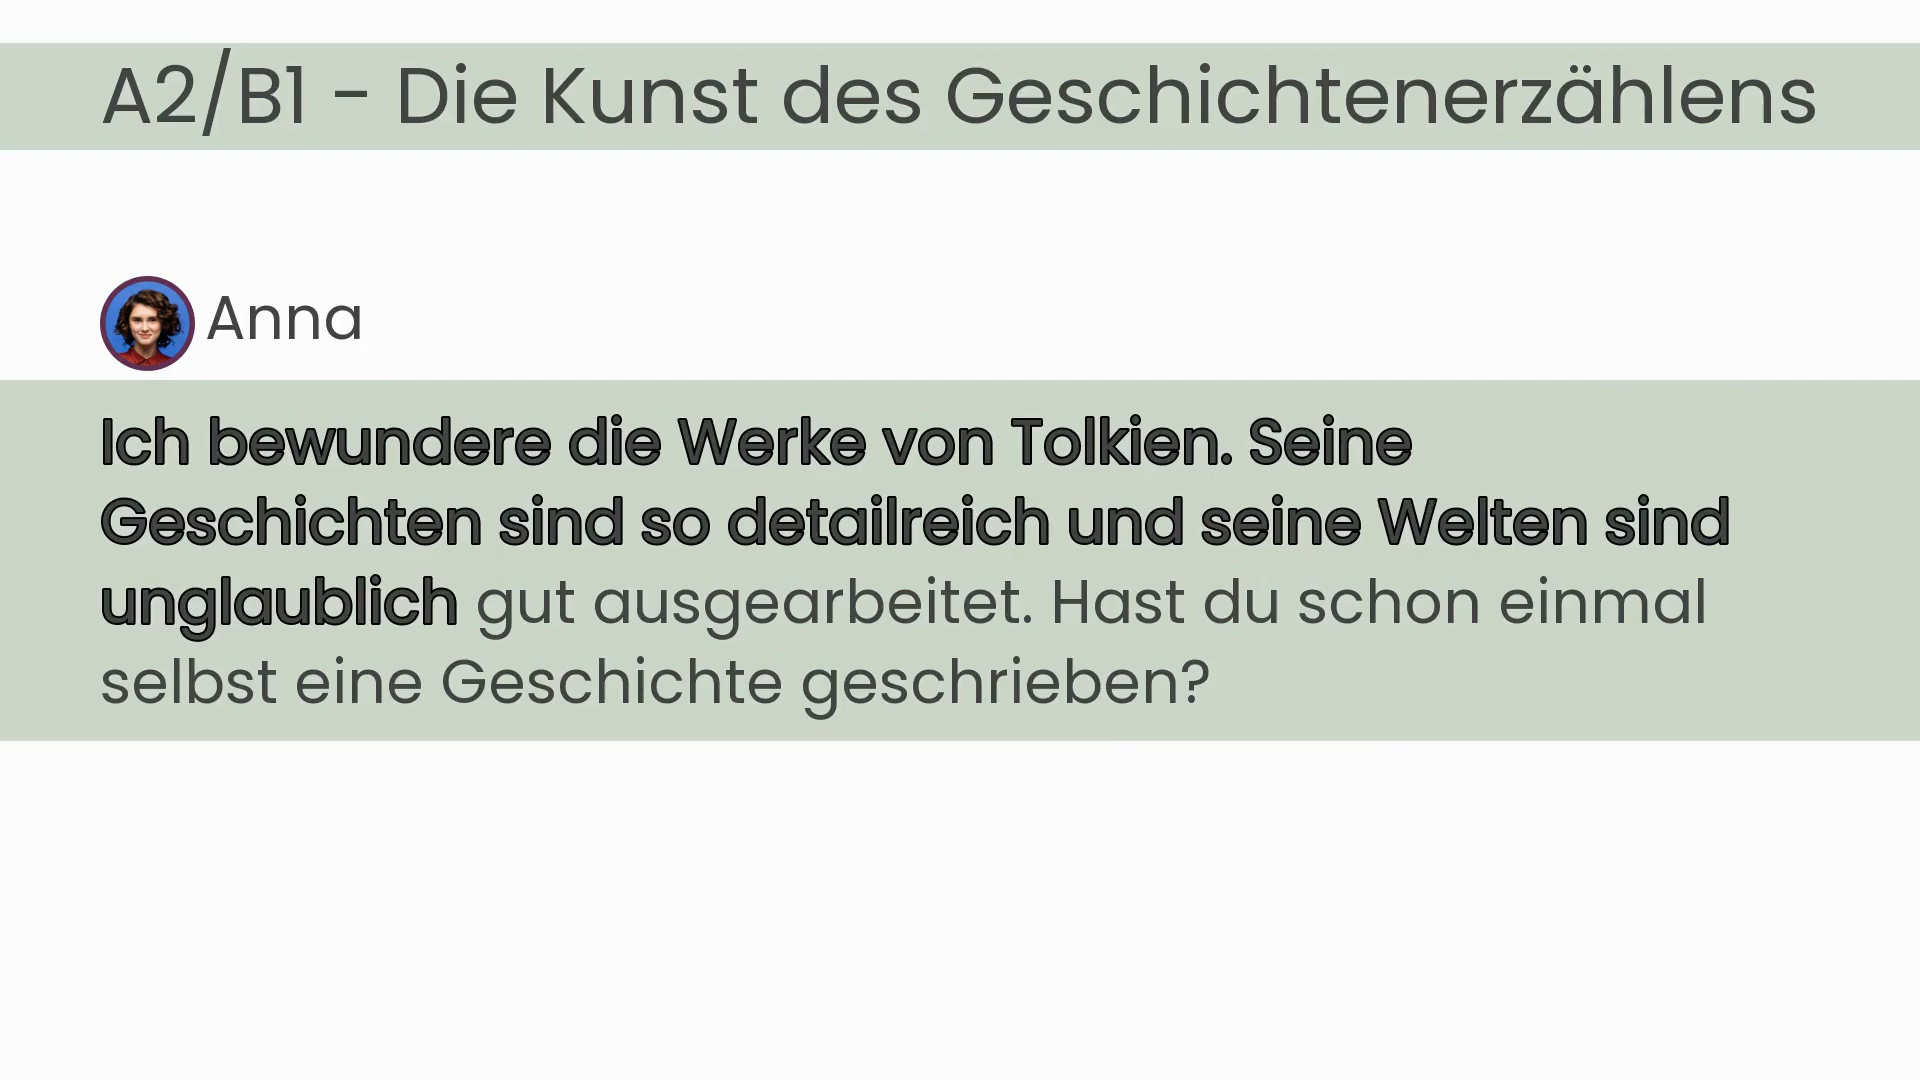 A2/B1 - Die Kunst des Geschichtenerzählens
Anna
Ich bewundere die Werke von Tolkien. Seine
Geschichten sind so detailreich und seine Welten sind
unglaublich gut ausgearbeitet. Hast du schon einmal
selbst eine Geschichte geschrieben?